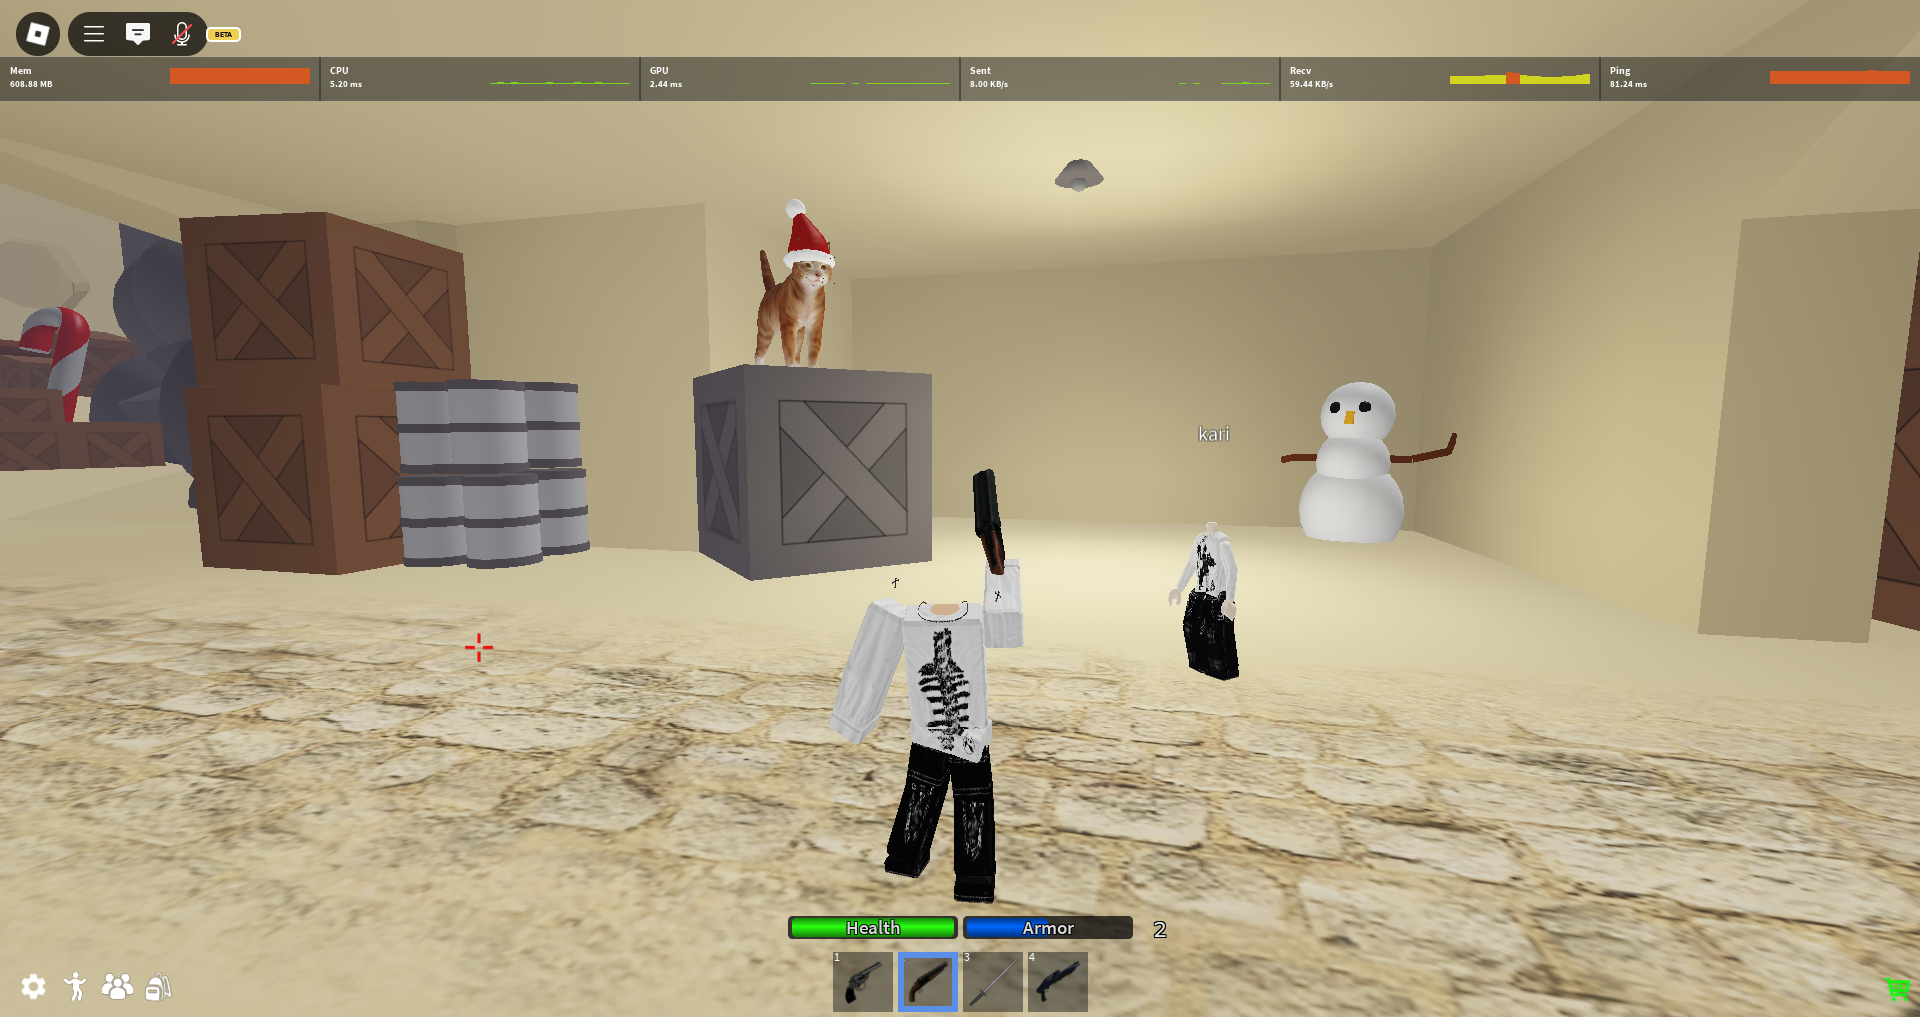 BETA
Mem
608.88 MB
CPU
5.20 ms
GPU
2.44 ms
Sent
8.00 KB/s
Recv
59.44 KB/s
Ping
81.24 ms
kari
Health
Armor
2
1
3
4